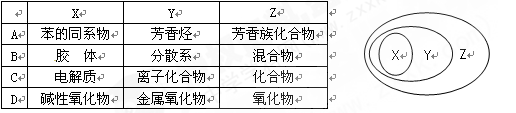 X Y Z
A 苯的同系物 芳香烃 芳香族化合物
B 胶 体 分散系 混合物
C 电解质 离子化合物 化合物
D 碱性氧化物 金属氧化物 氧化物
X Y Z